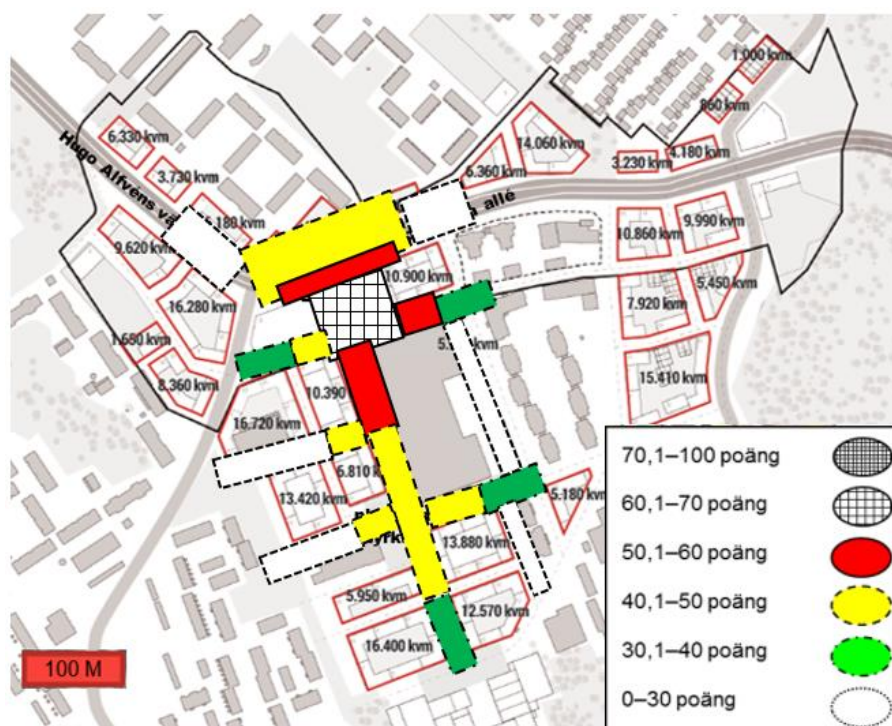 1.000 kvm
860 kvm
6.330 kvm
14.060 kvm
Hugo Alfvéns vä
4.180 kvm
3.230 kvm
6.360 kvm
3.730 kvm
allé
.180 kvm
9.990 kvm
10.860 kvm
9.620 kvm
10.900 kvm
5.450 kvm
16.280 kvm
7.920 kvm
1.650 kvm
kvm
8.360 kvm
15.410 kvm
10.390
16.720 kvm
6.810 k
13.420 kvm
5.180 kvm
13.880 kvm
5.950 kvm
12.570 kvm
16.400 kvm
100 M
70,1–100 poäng
60,1–70 poäng
50,1–60 poäng
40,1–50 poäng
30,1–40 poäng
0–30 poäng